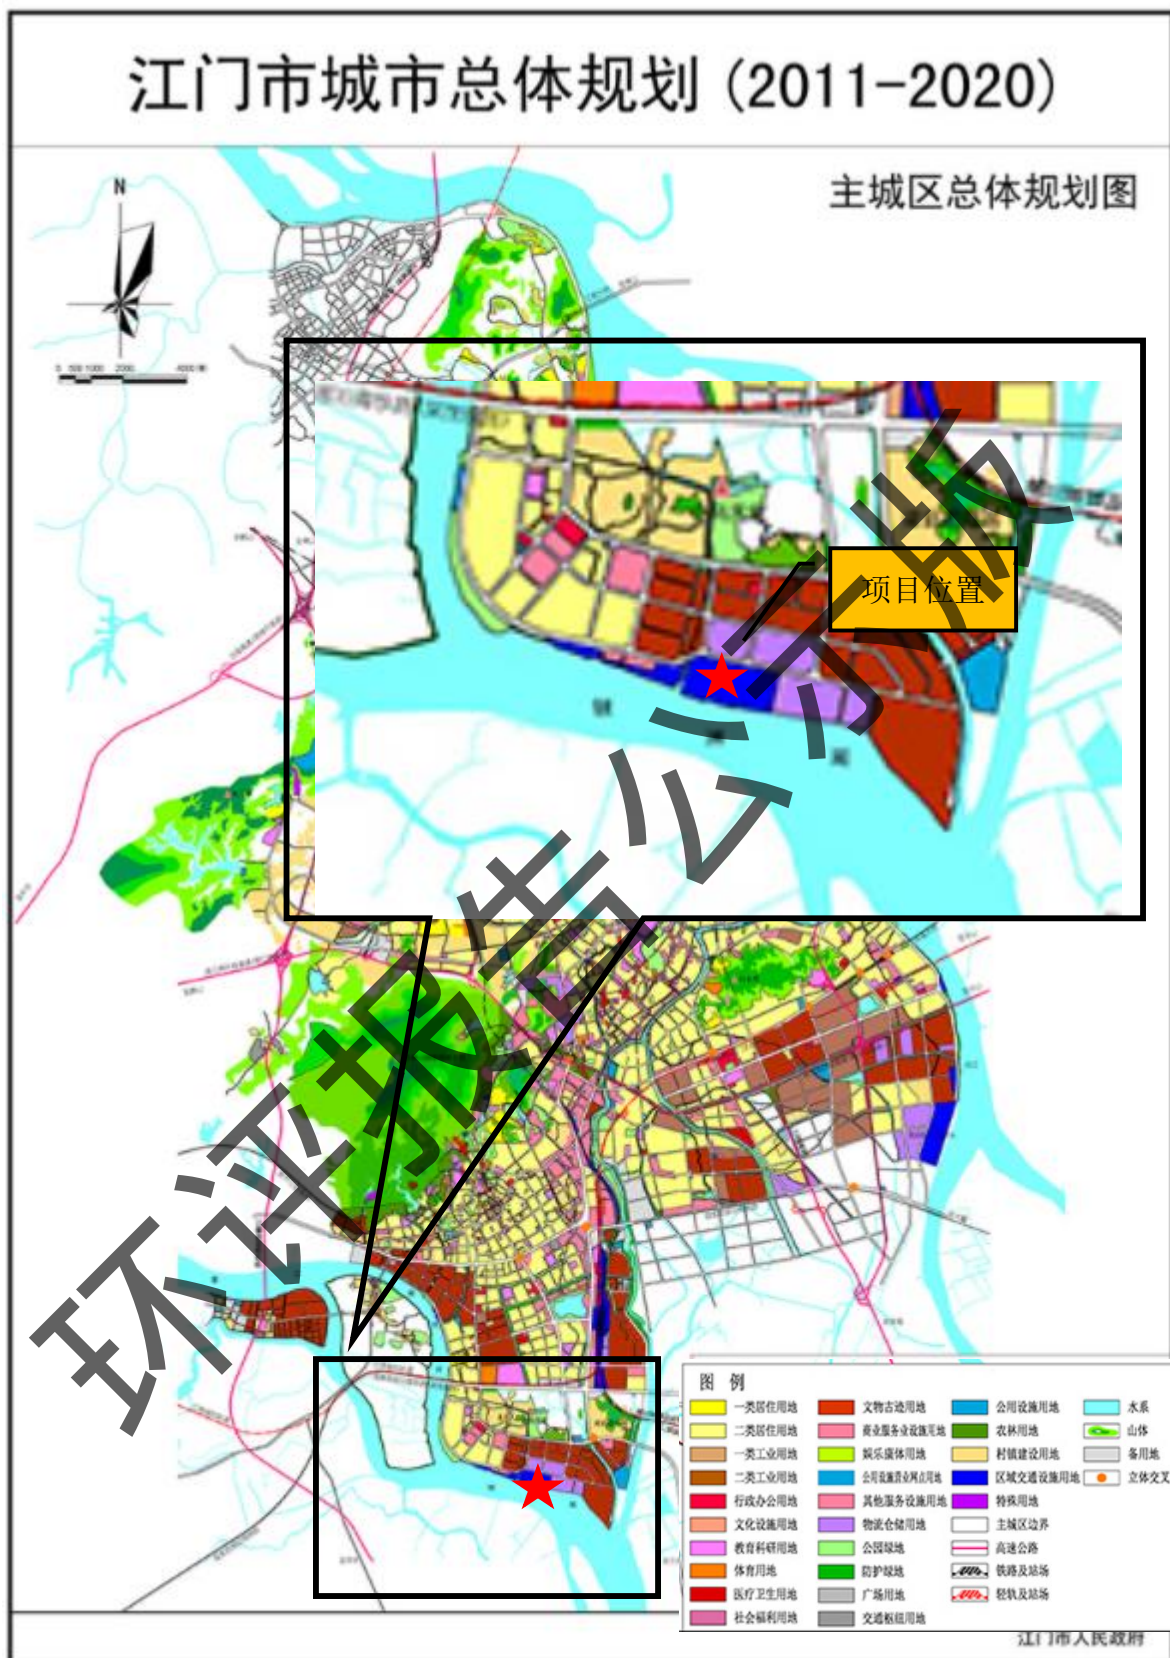 江门市城市总体规划(2011-2020)
主城区总体规划图
N
0 500 1000 2000 4000
项目位置
环评报告公示版
图 例
一类居住用地
二类居住用地
一类工业用地
二类工业用地
行政办公用地
文化设施用地
教育科研用地
体育用地
医疗卫生用地
社会福利用地
文物古迹用地
商业服务业设施用地
娱乐康体用地
公用设施营业网点用地
其他服务设施用地
物流仓储用地
公园绿地
防护绿地
广场用地
交通枢纽用地
公用设施用地
农林用地
村镇建设用地
区域交通设施用地
特殊用地
主城区边界
高速公路
铁路及站场
轻轨及站场
水系
山体
备用地
立体交叉
江门市人民政府